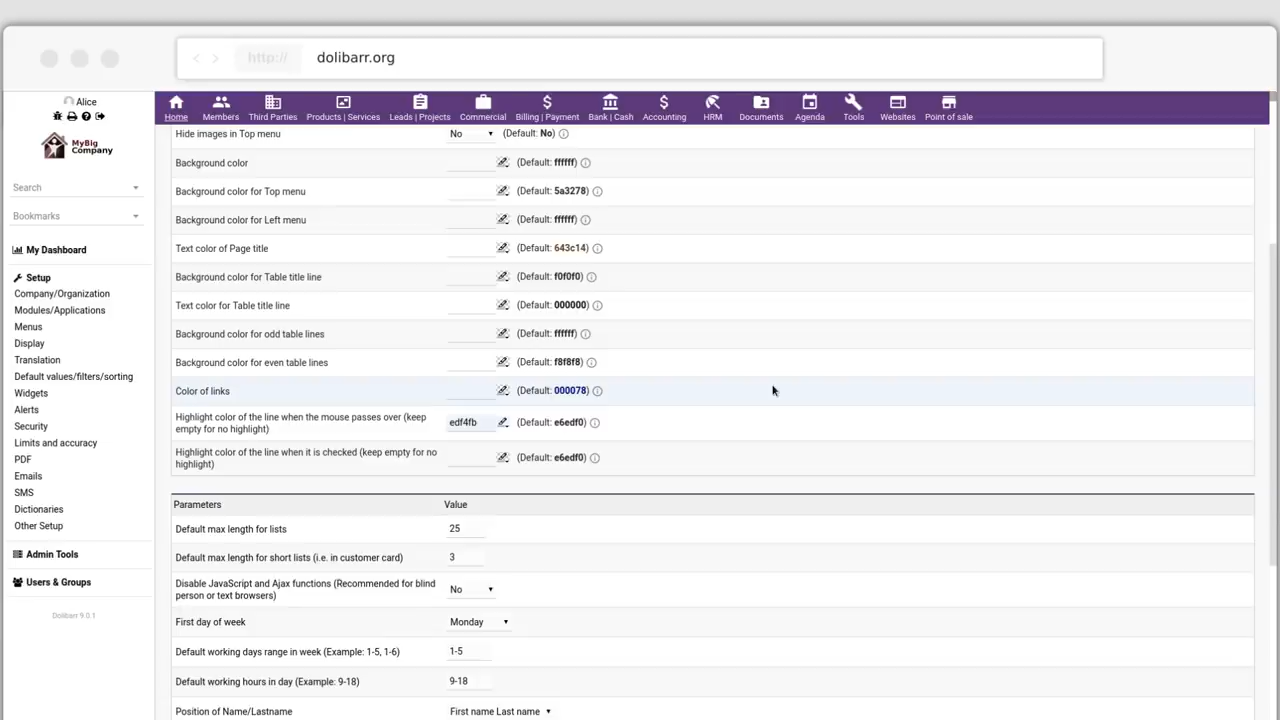 http://
dolibarr.org
Alice
Home
Members
Third Parties
Products | Services
Leads | Projects
Commercial
Billing | Payment
Bank | Cash
Accounting
HRM
Documents
Agenda
Tools
Websites
Point of sale
MyBig
Company
Search
Bookmarks
My Dashboard
Setup
Company/Organization
Modules/Applications
Menus
Display
Translation
Default values/filters/sorting
Widgets
Alerts
Security
Limits and accuracy
PDF
Emails
SMS
Dictionaries
Other Setup
Admin Tools
Users & Groups
Dolibarr 9.0.1
Hide images in Top menu No (Default: No)
Background color (Default: ffffff)
Background color for Top menu (Default: 5a3278)
Background color for Left menu (Default: ffffff)
Text color of Page title (Default: 643c14)
Background color for Table title line (Default: f0f0f0)
Text color for Table title line (Default: 000000)
Background color for odd table lines (Default: ffffff)
Background color for even table lines (Default: f8f8f8)
Color of links (Default: 000078)
Highlight color of the line when the mouse passes over (keep
empty for no highlight) edf4fb (Default: e6edf0)
Highlight color of the line when it is checked (keep empty for no
highlight) (Default: e6edf0)
Parameters Value
Default max length for lists 25
Default max length for short lists (i.e. in customer card) 3
Disable JavaScript and Ajax functions (Recommended for blind
person or text browsers) No
First day of week Monday
Default working days range in week (Example: 1-5, 1-6) 1-5
Default working hours in day (Example: 9-18) 9-18
Position of Name/Lastname First name Last name